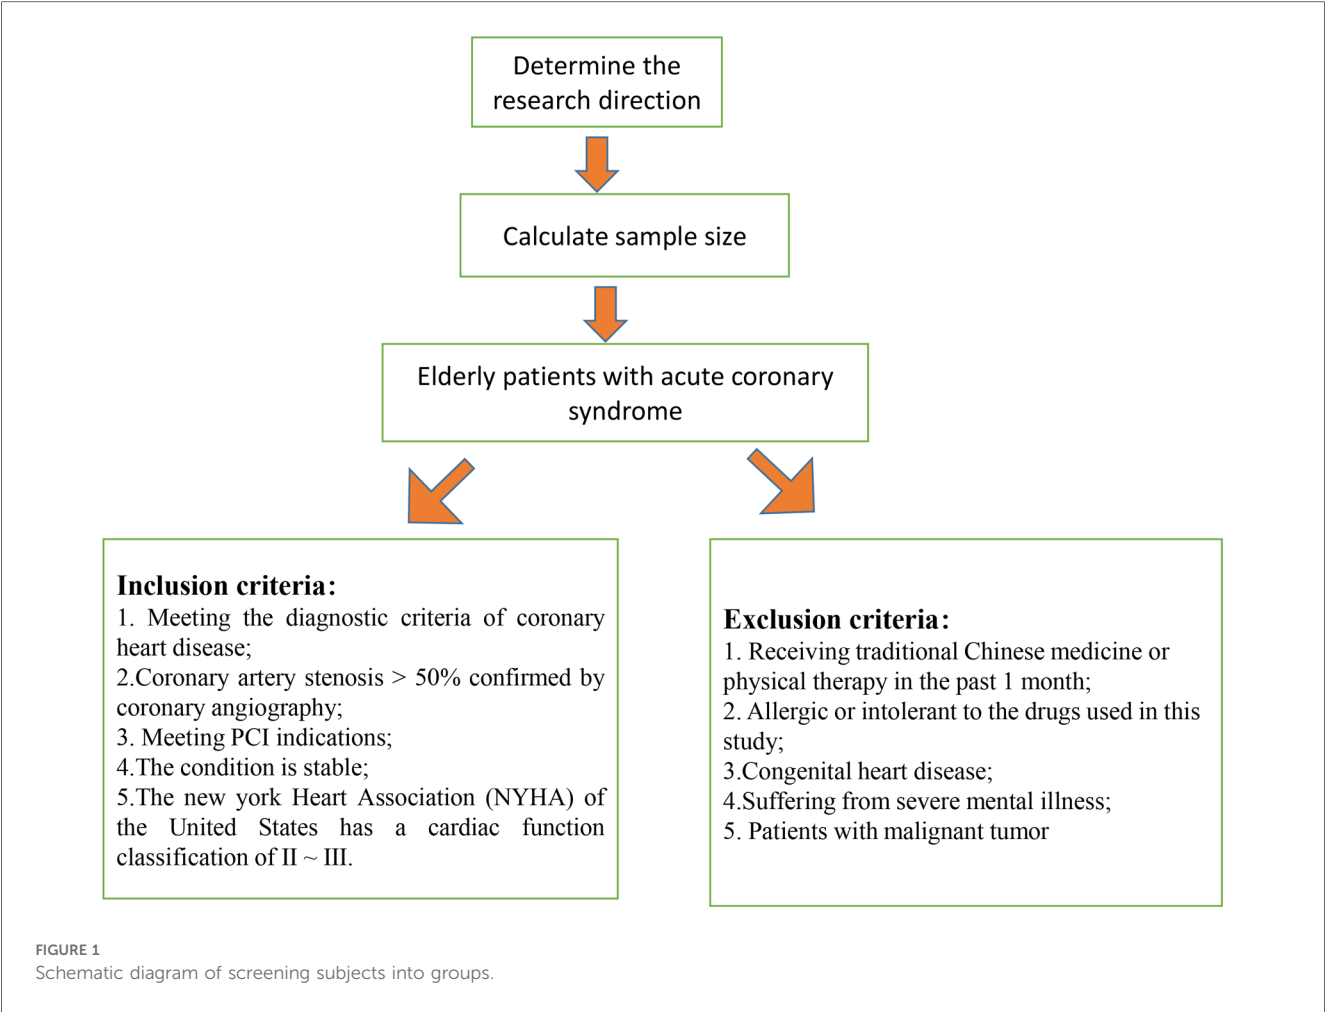 Determine the
research direction
Calculate sample size
Elderly patients with acute coronary
syndrome
Inclusion criteria:
1. Meeting the diagnostic criteria of coronary
heart disease;
2.Coronary artery stenosis > 50% confirmed by
coronary angiography;
3. Meeting PCI indications;
4.The condition is stable;
5.The new york Heart Association (NYHA) of
the United States has a cardiac function
classification of II ~ III.
Exclusion criteria:
1. Receiving traditional Chinese medicine or
physical therapy in the past 1 month;
2. Allergic or intolerant to the drugs used in this
study;
3.Congenital heart disease;
4.Suffering from severe mental illness;
5. Patients with malignant tumor
FIGURE 1
Schematic diagram of screening subjects into groups.